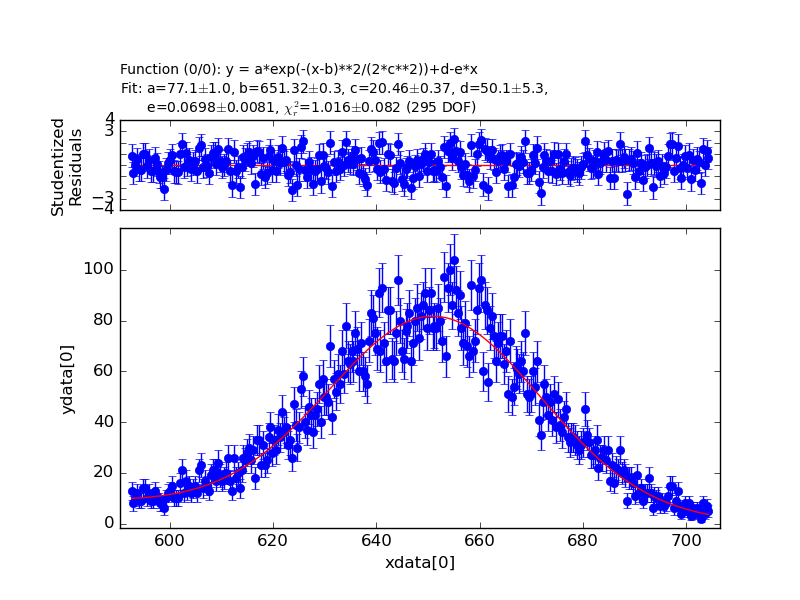 Function (0/0): y = a*exp(-(x-b)**2/(2*c**2))+d-e*x
Fit: a=77.1±1.0, b=651.32±0.3, c=20.46±0.37, d=50.1±5.3,
e=0.0698±0.0081, χ²ᵣ=1.016±0.082 (295 DOF)
4
3
−3
−4
Studentized
Residuals
100
80
60
40
20
0
ydata[0]
600 620 640 660 680 700
xdata[0]